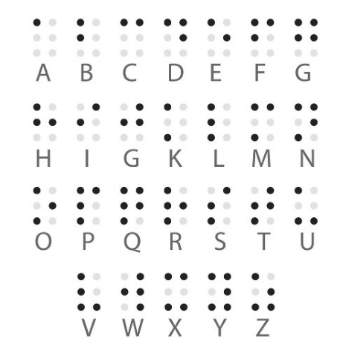 A B C D E F G
H I G K L M N
O P Q R S T U
V W X Y Z